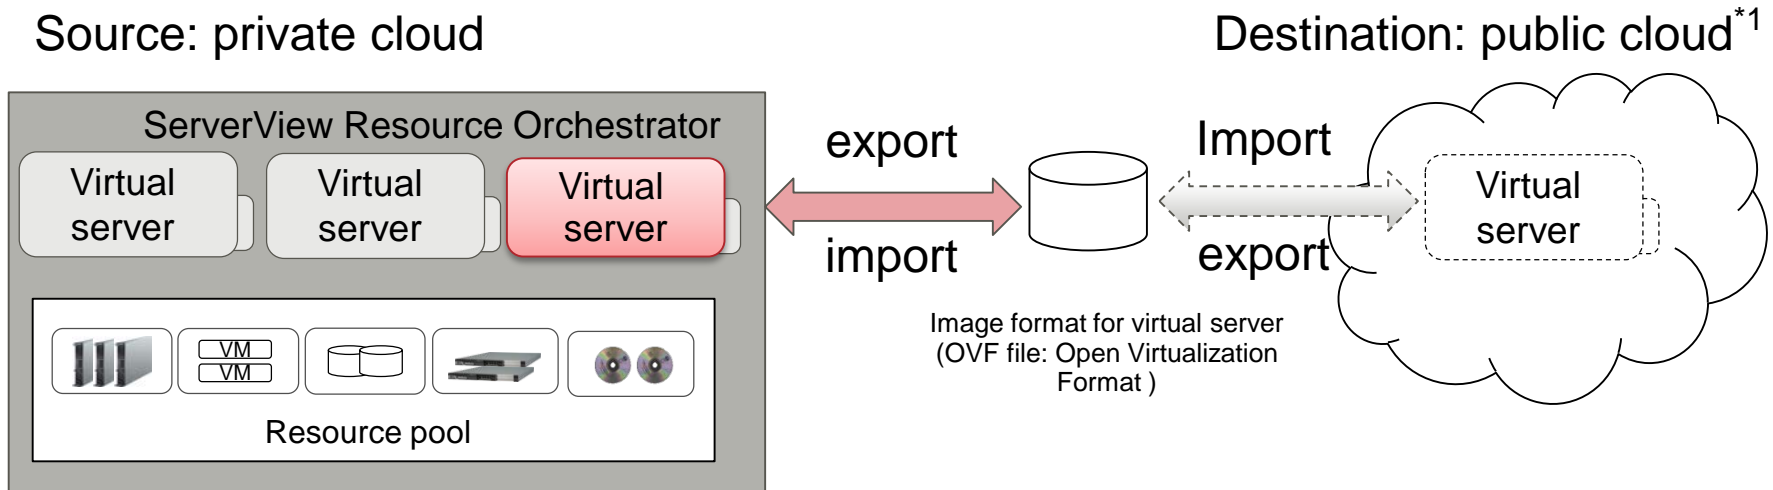 Source: private cloud
Destination: public cloud*1
ServerView Resource Orchestrator
Virtual
server
Virtual
server
Virtual
server
export
import
Import
export
Virtual
server
Image format for virtual server
(OVF file: Open Virtualization
Format )
VM
VM
Resource pool